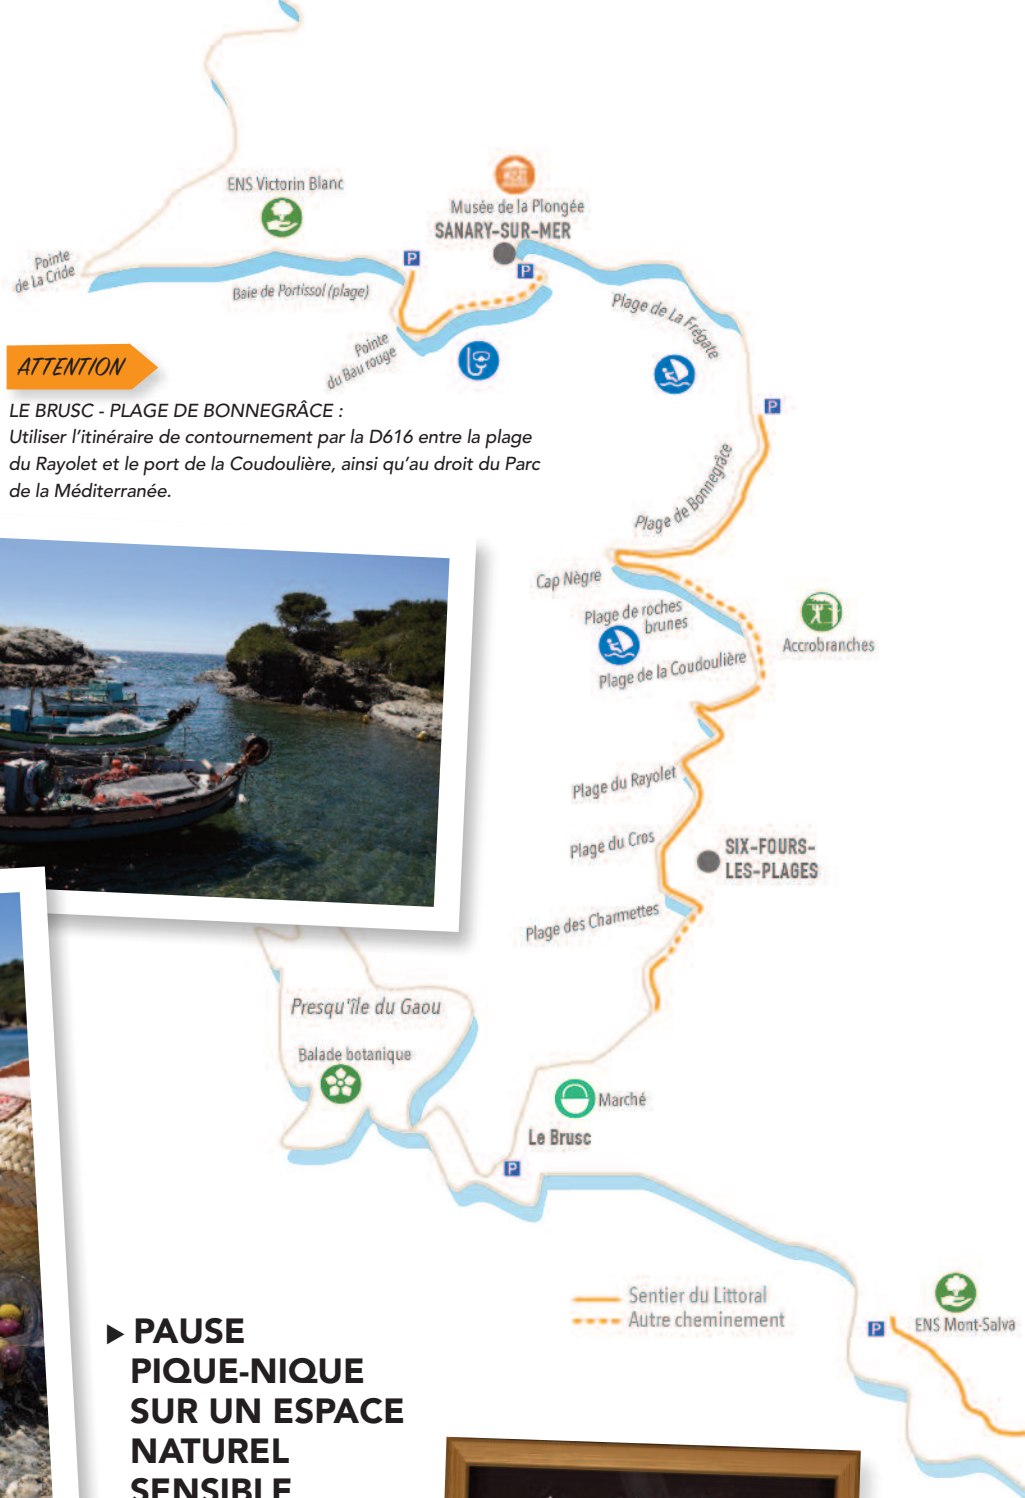 ENS Victorin Blanc
Musée de la Plongée
SANARY-SUR-MER
P
P
Pointe
de La Cride
Baie de Portissol (plage)
Pointe
du Bau rouge
Plage de La Frégate
ATTENTION
LE BRUSC - PLAGE DE BONNEGRÂCE :
Utiliser l'itinéraire de contournement par la D616 entre la plage
du Rayolet et le port de la Coudoulière, ainsi qu'au droit du Parc
de la Méditerranée.
P
Plage de Bonnegrâce
Cap Nègre
Plage de roches
brunes
Accrobranches
Plage de la Coudoulière
Plage du Rayolet
Plage du Cros
SIX-FOURS-
LES-PLAGES
Plage des Charmettes
Presqu'île du Gaou
Balade botanique
Marché
Le Brusc
P
Sentier du Littoral
Autre cheminement
P
ENS Mont-Salva
PAUSE
PIQUE-NIQUE
SUR UN ESPACE
NATUREL
SENSIBLE